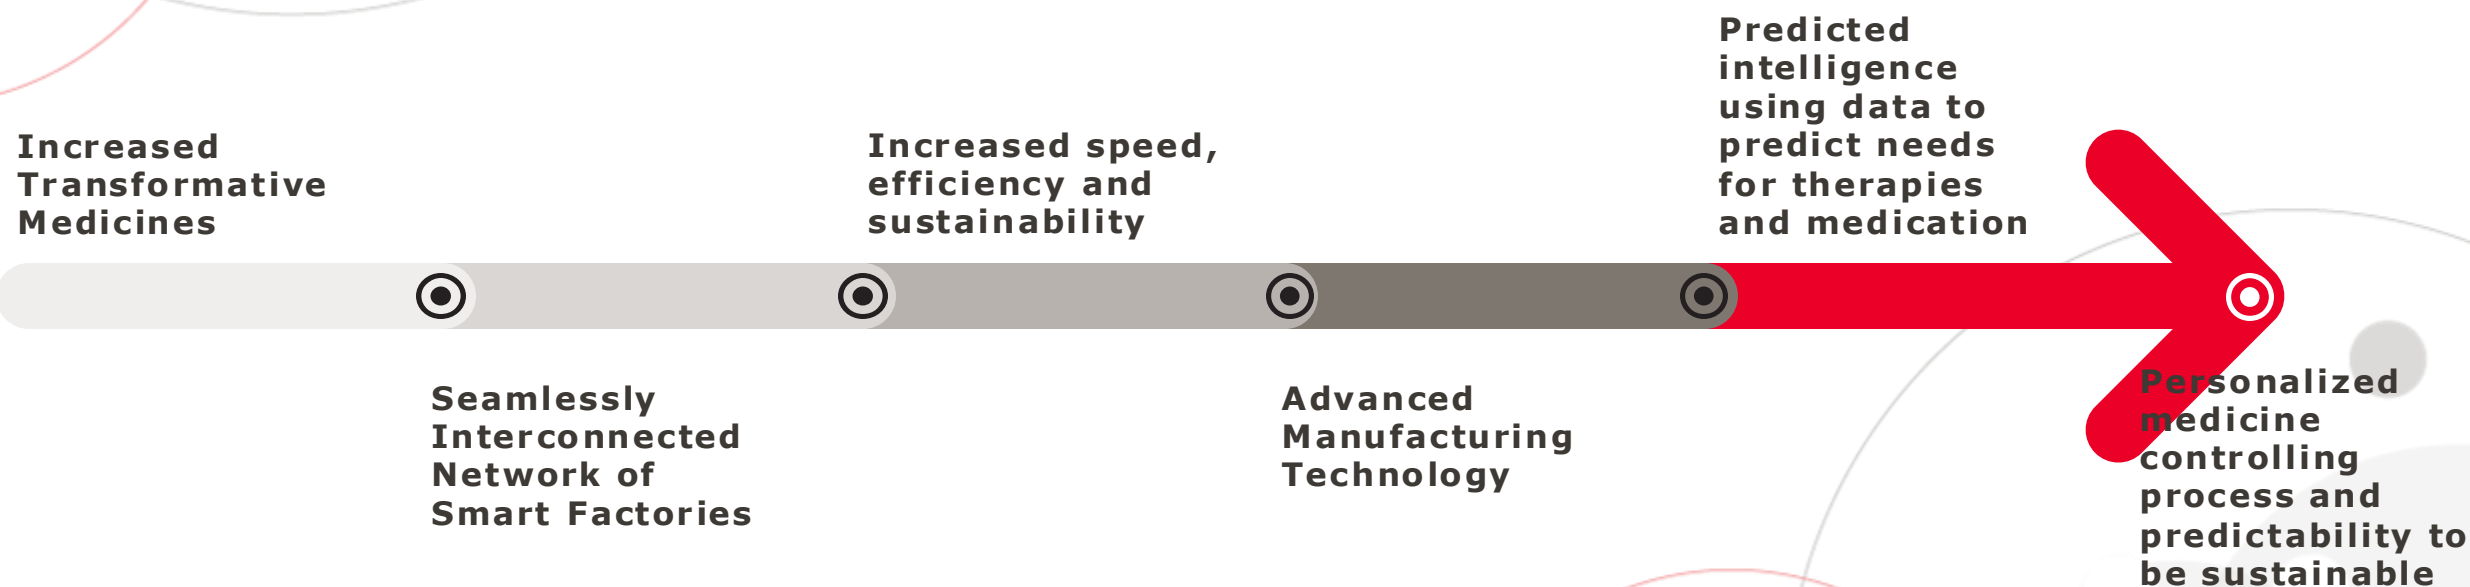 Increased
Transformative
Medicines
Seamlessly
Interconnected
Network of
Smart Factories
Increased speed,
efficiency and
sustainability
Advanced
Manufacturing
Technology
Predicted
intelligence
using data to
predict needs
for therapies
and medication
Personalized
medicine
controlling
process and
predictability to
be sustainable